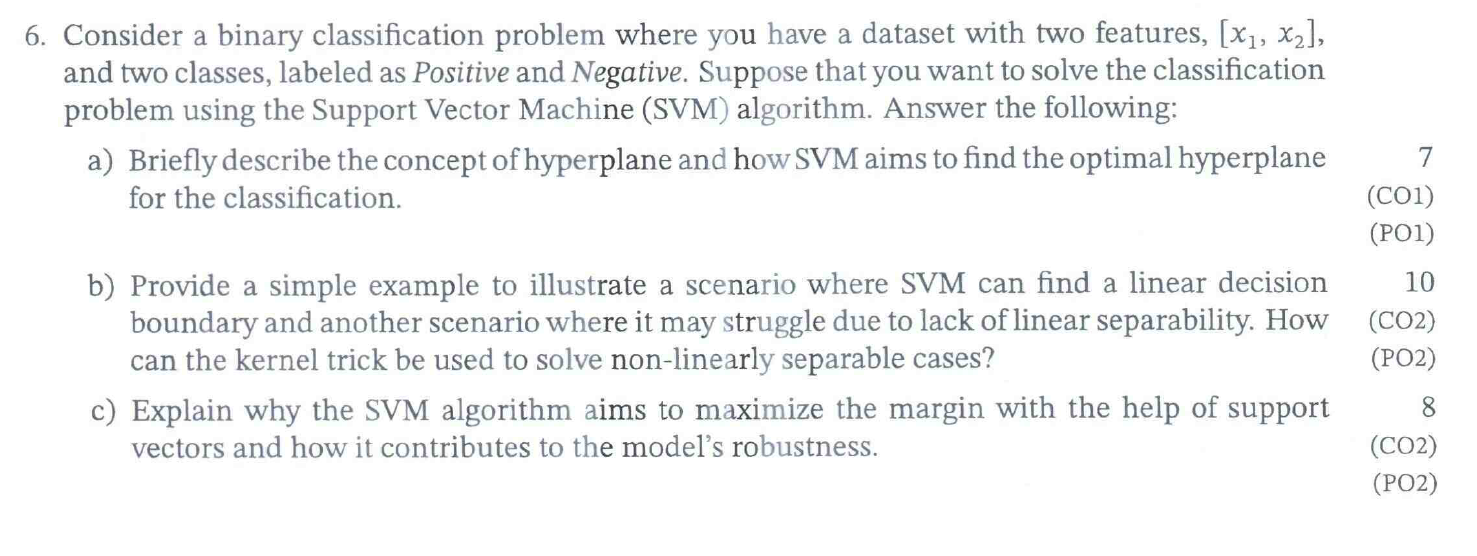 6. Consider a binary classification problem where you have a dataset with two features, [x₁, x₂],
and two classes, labeled as Positive and Negative. Suppose that you want to solve the classification
problem using the Support Vector Machine (SVM) algorithm. Answer the following:
a) Briefly describe the concept of hyperplane and how SVM aims to find the optimal hyperplane 7
for the classification. (CO1)
(PO1)
b) Provide a simple example to illustrate a scenario where SVM can find a linear decision 10
boundary and another scenario where it may struggle due to lack of linear separability. How (CO2)
can the kernel trick be used to solve non-linearly separable cases? (PO2)
c) Explain why the SVM algorithm aims to maximize the margin with the help of support 8
vectors and how it contributes to the model's robustness. (CO2)
(PO2)